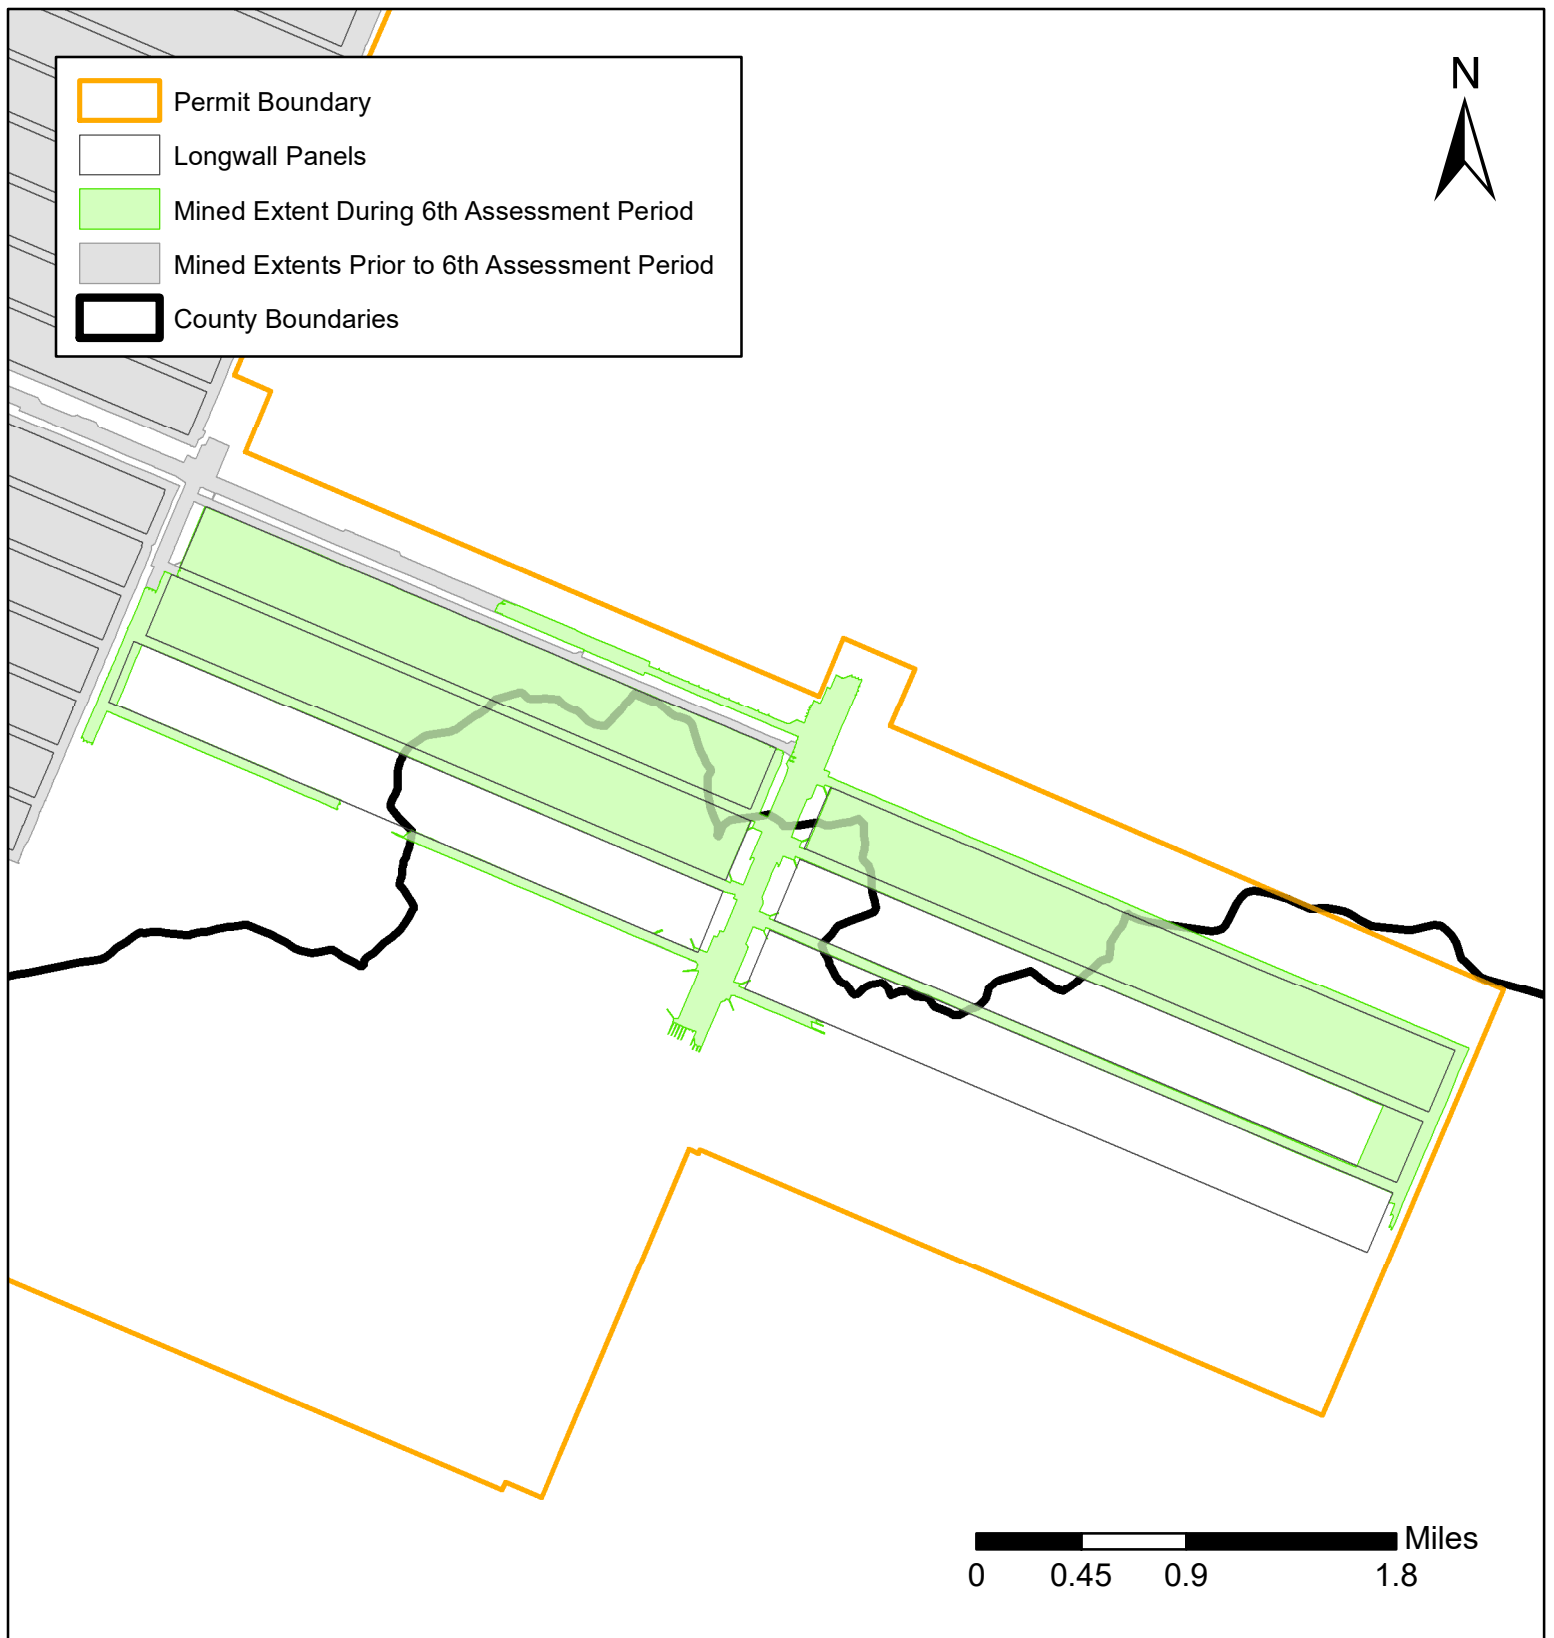 N
Permit Boundary
Longwall Panels
Mined Extent During 6th Assessment Period
Mined Extents Prior to 6th Assessment Period
County Boundaries
Miles
0 0.45 0.9 1.8